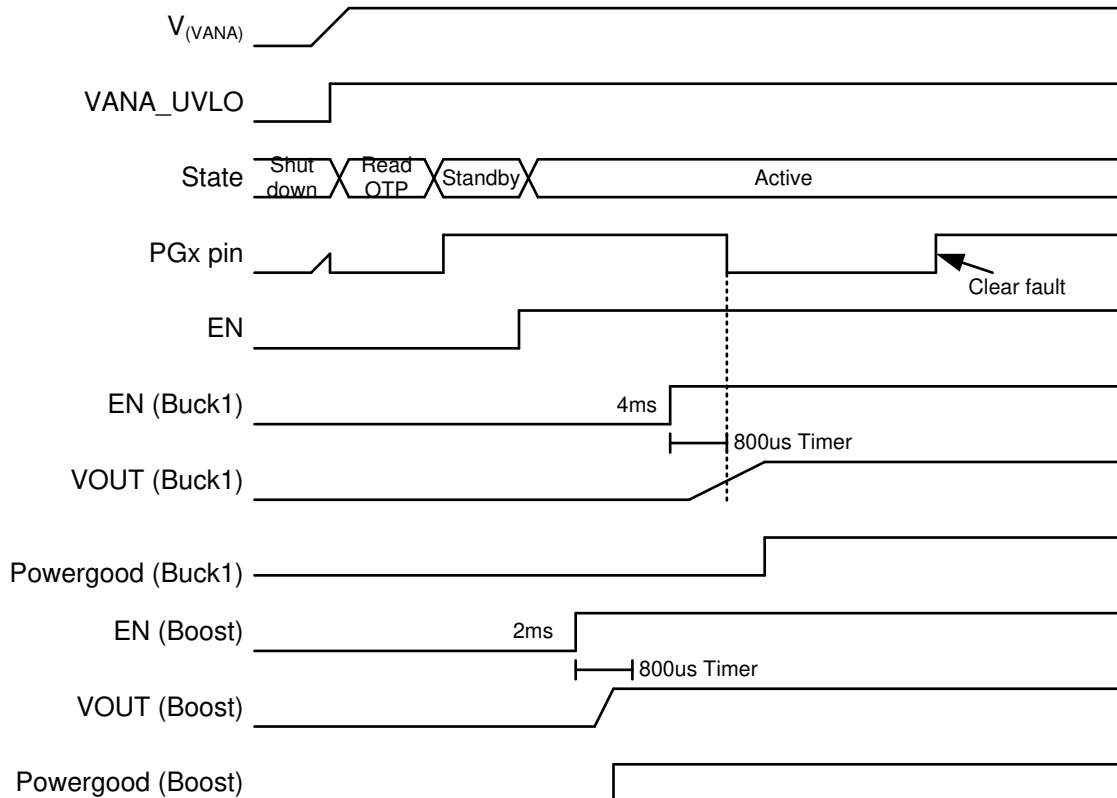 V(VANA)
VANA_UVLO
State
Shut
down
Read
OTP
Standby
Active
PGx pin
Clear fault
EN
EN (Buck1)
4ms
800us Timer
VOUT (Buck1)
Powergood (Buck1)
EN (Boost)
2ms
800us Timer
VOUT (Boost)
Powergood (Boost)